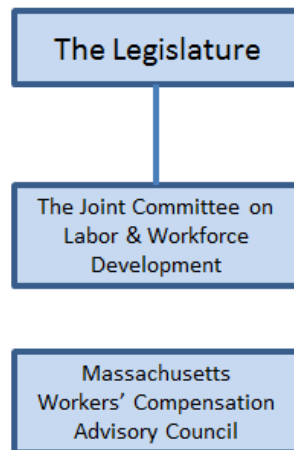 The Legislature
The Joint Committee on
Labor & Workforce
Development
Massachusetts
Workers’ Compensation
Advisory Council